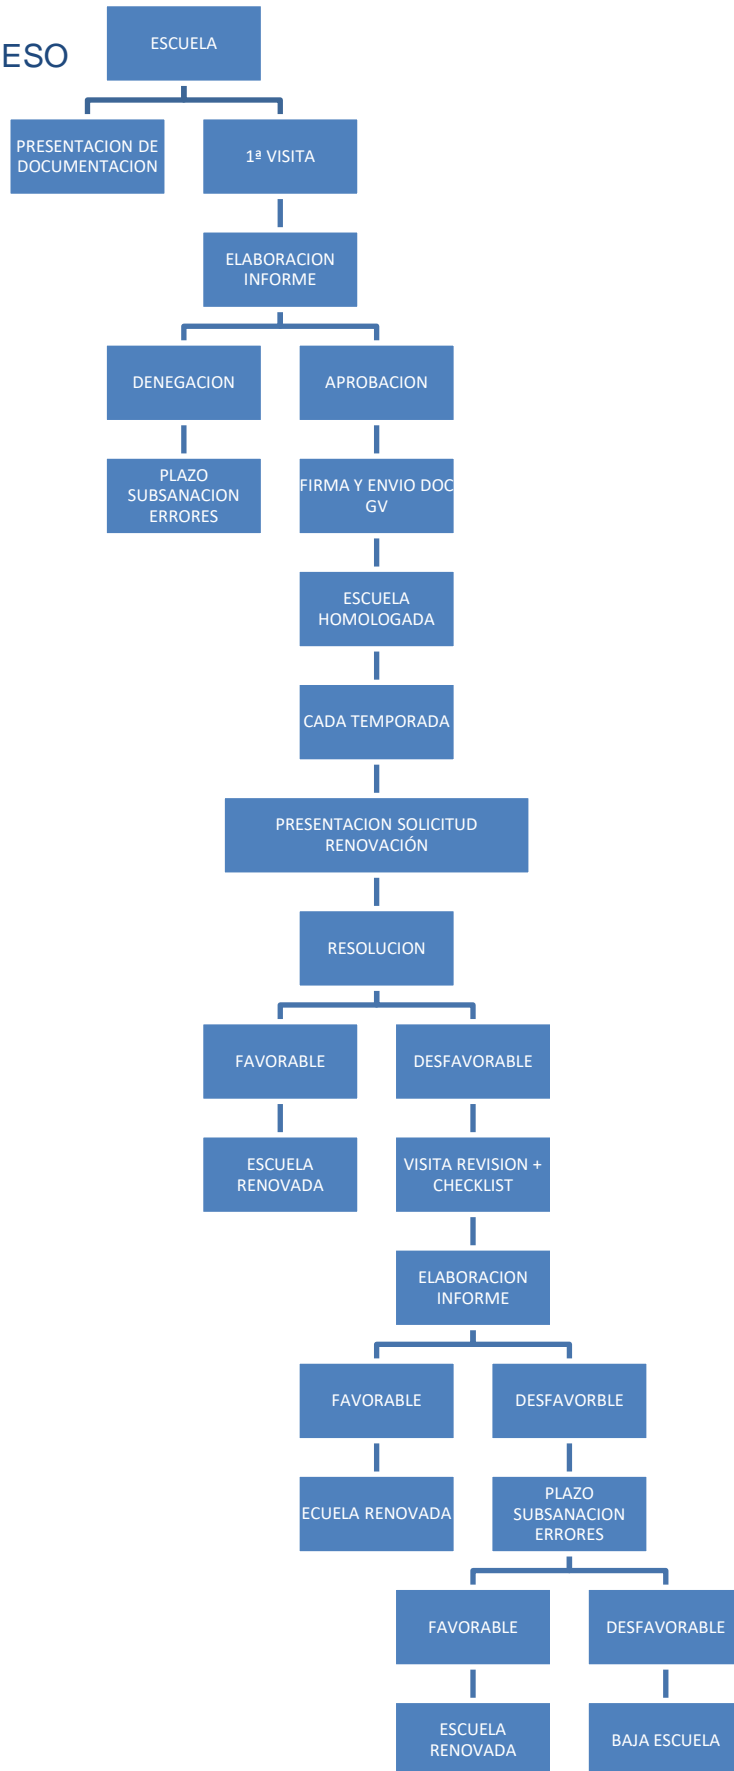 ESO
ESCUELA
PRESENTACION DE
DOCUMENTACION
1ª VISITA
ELABORACION
INFORME
DENEGACION
APROBACION
PLAZO
SUBSANACION
ERRORES
FIRMA Y ENVIO DOC
GV
ESCUELA
HOMOLOGADA
CADA TEMPORADA
PRESENTACION SOLICITUD
RENOVACIÓN
RESOLUCION
FAVORABLE
DESFAVORABLE
ESCUELA
RENOVADA
VISITA REVISION +
CHECKLIST
ELABORACION
INFORME
FAVORABLE
DESFAVORBLE
ECUELA RENOVADA
PLAZO
SUBSANACION
ERRORES
FAVORABLE
DESFAVORABLE
ESCUELA
RENOVADA
BAJA ESCUELA